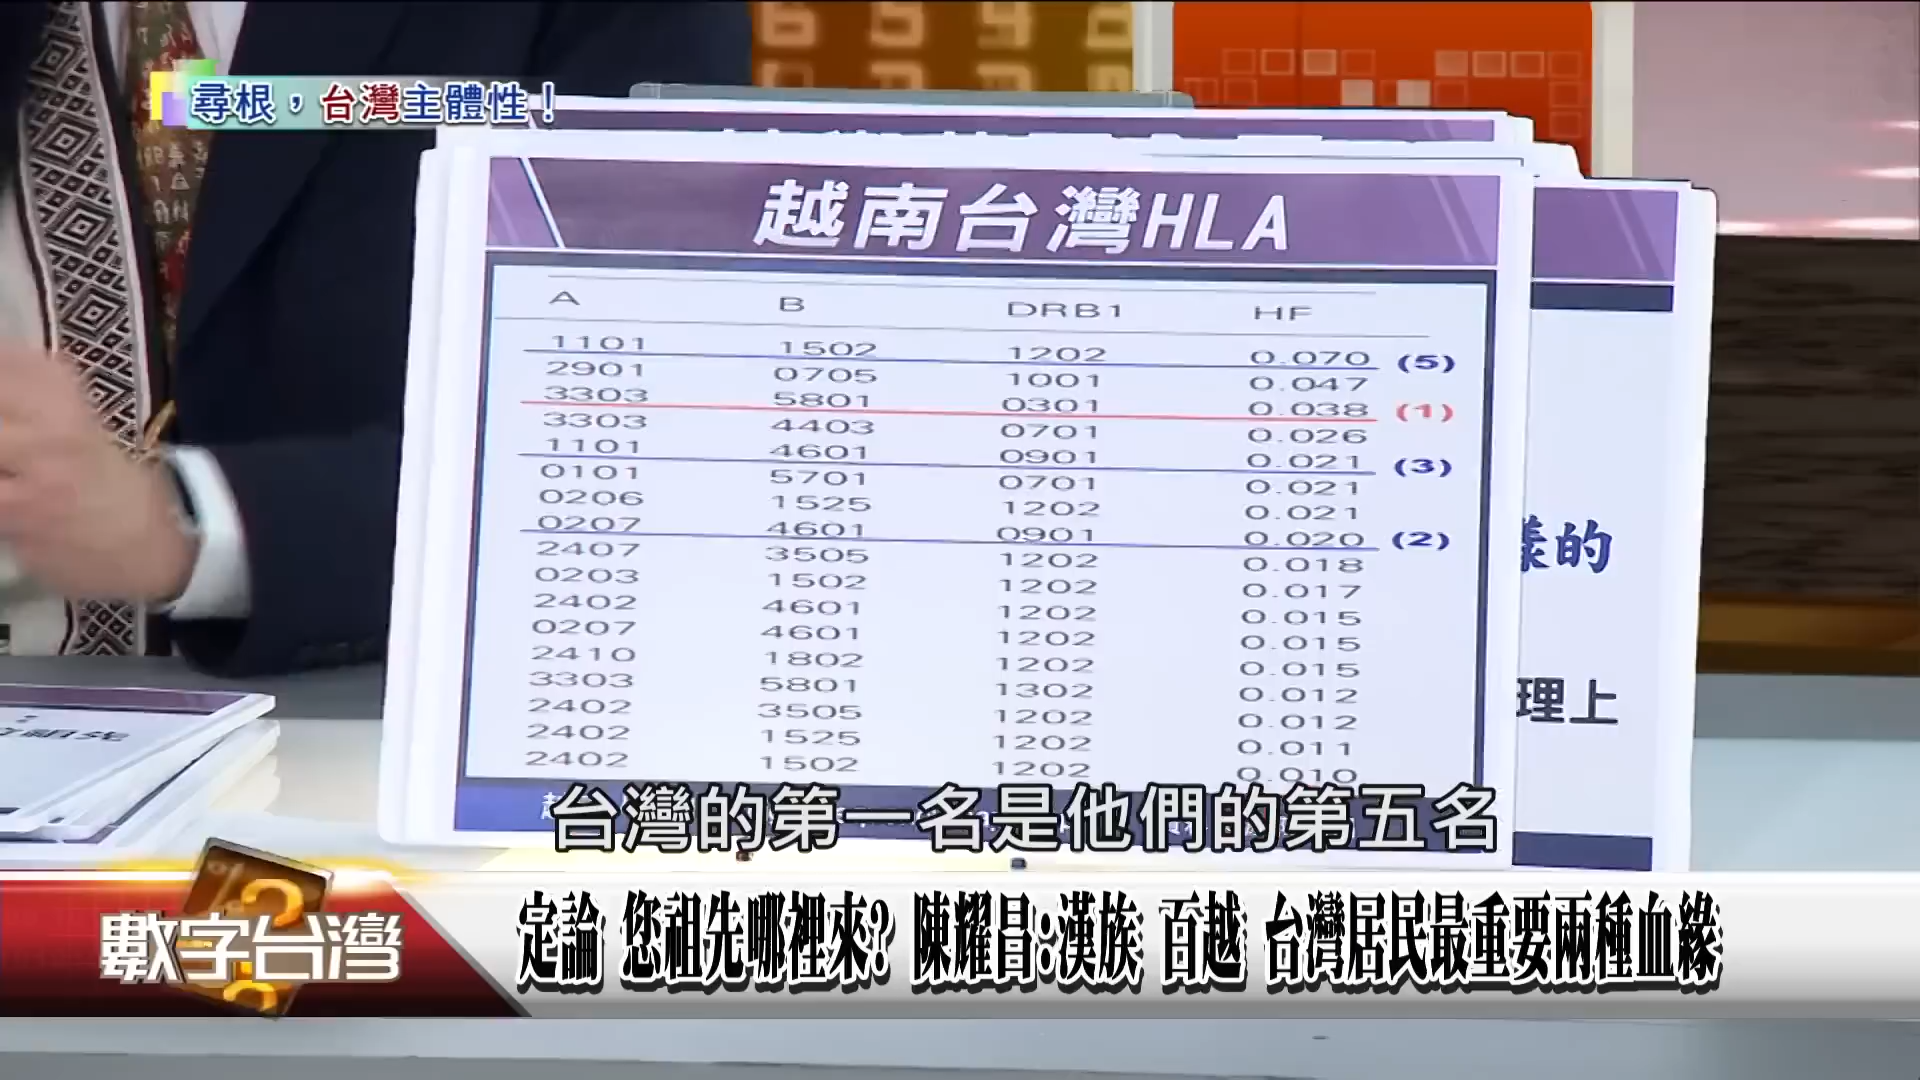 尋根，台灣主體性！
越南台灣HLA
A B DRB1 HF
1101 1502 1202 0.070 (5)
2901 0705 1001 0.047
3303 5801 0301 0.038 (1)
3303 4403 0701 0.026
1101 4601 0901 0.021 (3)
0101 5701 0701 0.021
0206 1525 1202 0.021
0207 4601 0901 0.020 (2)
2407 3505 1202 0.018
0203 1502 1202 0.017
2402 4601 1202 0.015
0207 4601 1202 0.015
2410 1802 1202 0.015
3303 5801 1302 0.012
2402 3505 1202 0.012
2402 1525 1202 0.011
2402 1502 1202 0.010
樣的
理上
台灣的第一名是他們的第五名
數字台灣
定論 您祖先哪裡來? 陳耀昌:漢族 百越 台灣居民最重要兩種血緣